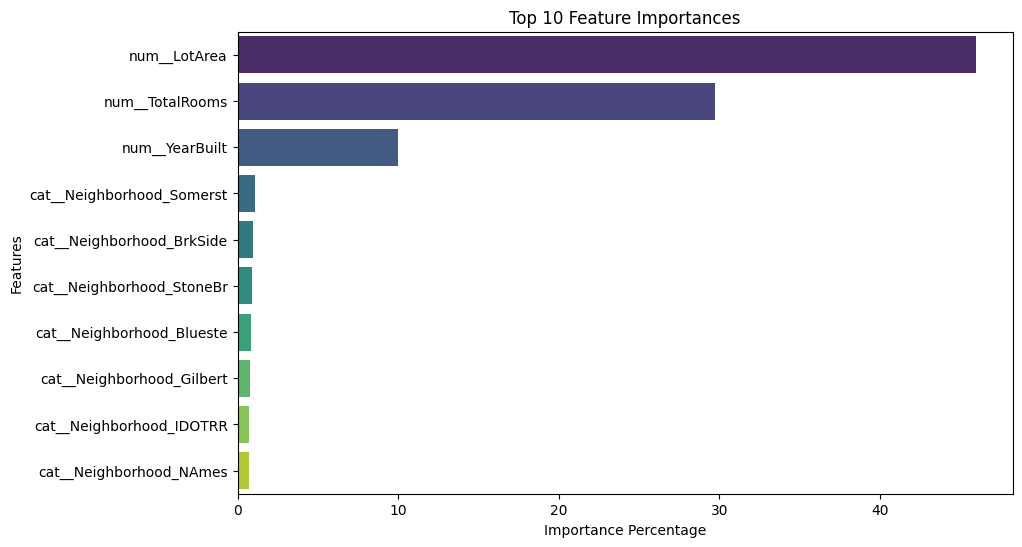 Top 10 Feature Importances
num__LotArea
num__TotalRooms
num__YearBuilt
cat__Neighborhood_Somerst
cat__Neighborhood_BrkSide
cat__Neighborhood_StoneBr
cat__Neighborhood_Blueste
cat__Neighborhood_Gilbert
cat__Neighborhood_IDOTRR
cat__Neighborhood_NAmes
Features
0 10 20 30 40
Importance Percentage